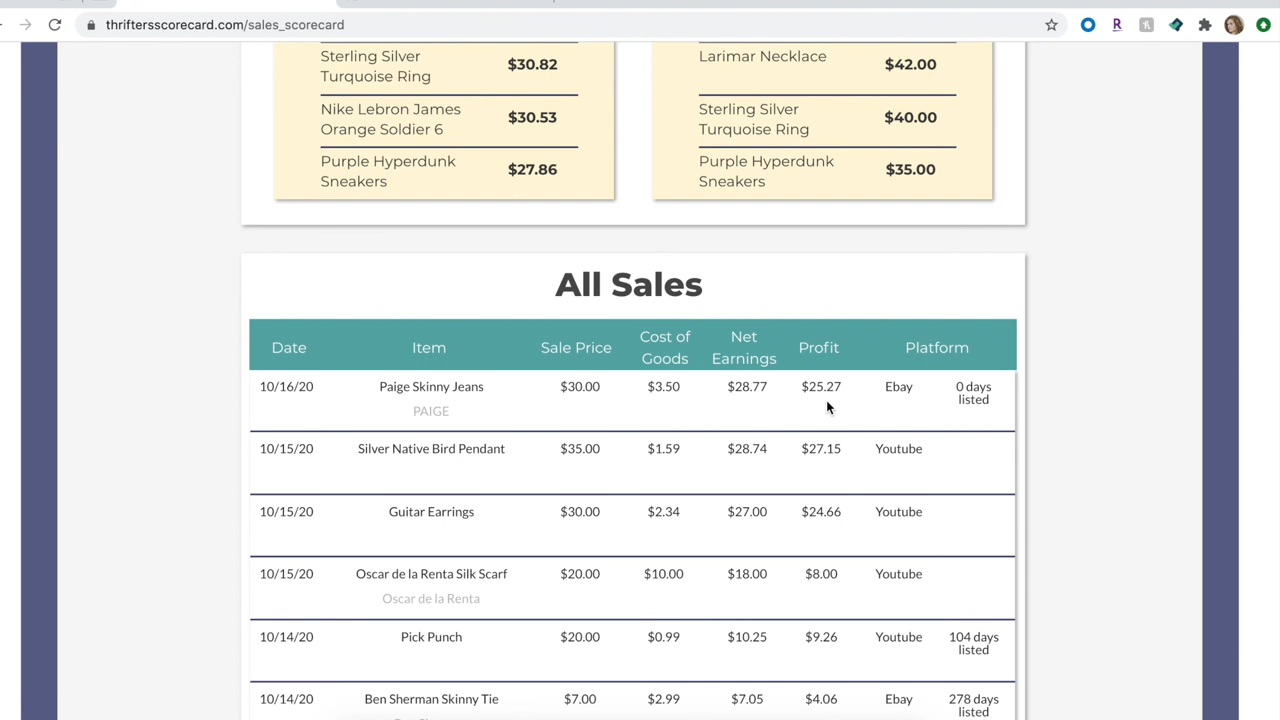 thriftersscorecard.com/sales_scorecard
R
Sterling Silver
Turquoise Ring
$30.82
Nike Lebron James
Orange Soldier 6
$30.53
Purple Hyperdunk
Sneakers
$27.86
Larimar Necklace
$42.00
Sterling Silver
Turquoise Ring
$40.00
Purple Hyperdunk
Sneakers
$35.00
All Sales
Date Item Sale Price Cost of Goods Net Earnings Profit Platform
10/16/20 Paige Skinny Jeans $30.00 $3.50 $28.77 $25.27 Ebay 0 days listed
PAIGE
10/15/20 Silver Native Bird Pendant $35.00 $1.59 $28.74 $27.15 Youtube
10/15/20 Guitar Earrings $30.00 $2.34 $27.00 $24.66 Youtube
10/15/20 Oscar de la Renta Silk Scarf $20.00 $10.00 $18.00 $8.00 Youtube
Oscar de la Renta
10/14/20 Pick Punch $20.00 $0.99 $10.25 $9.26 Youtube 104 days listed
10/14/20 Ben Sherman Skinny Tie $7.00 $2.99 $7.05 $4.06 Ebay 278 days listed